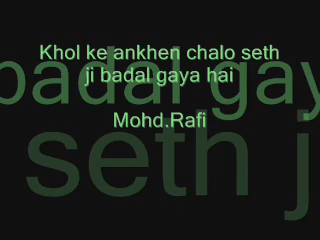 Khol ke ankhen chalo seth
ji badal gaya hai
Mohd.Rafi
badal gay
seth j